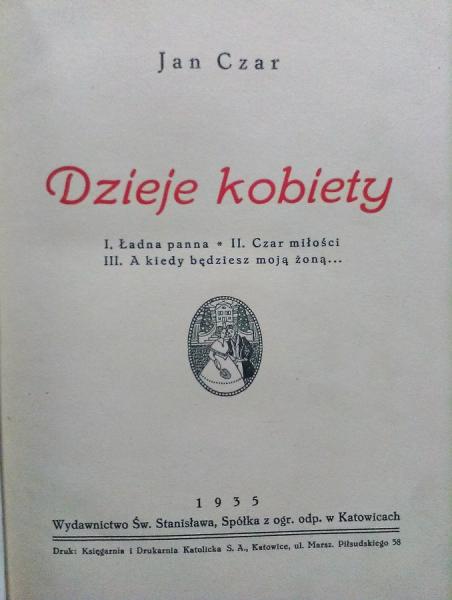 Jan Czar
Dzieje kobiety
I. Ładna panna * II. Czar miłości
III. A kiedy będziesz moją żoną...
1935
Wydawnictwo Św. Stanisława, Spółka z ogr. odp. w Katowicach
Druk: Księgarnia i Drukarnia Katolicka S. A., Katowice, ul. Marsz. Piłsudskiego 58